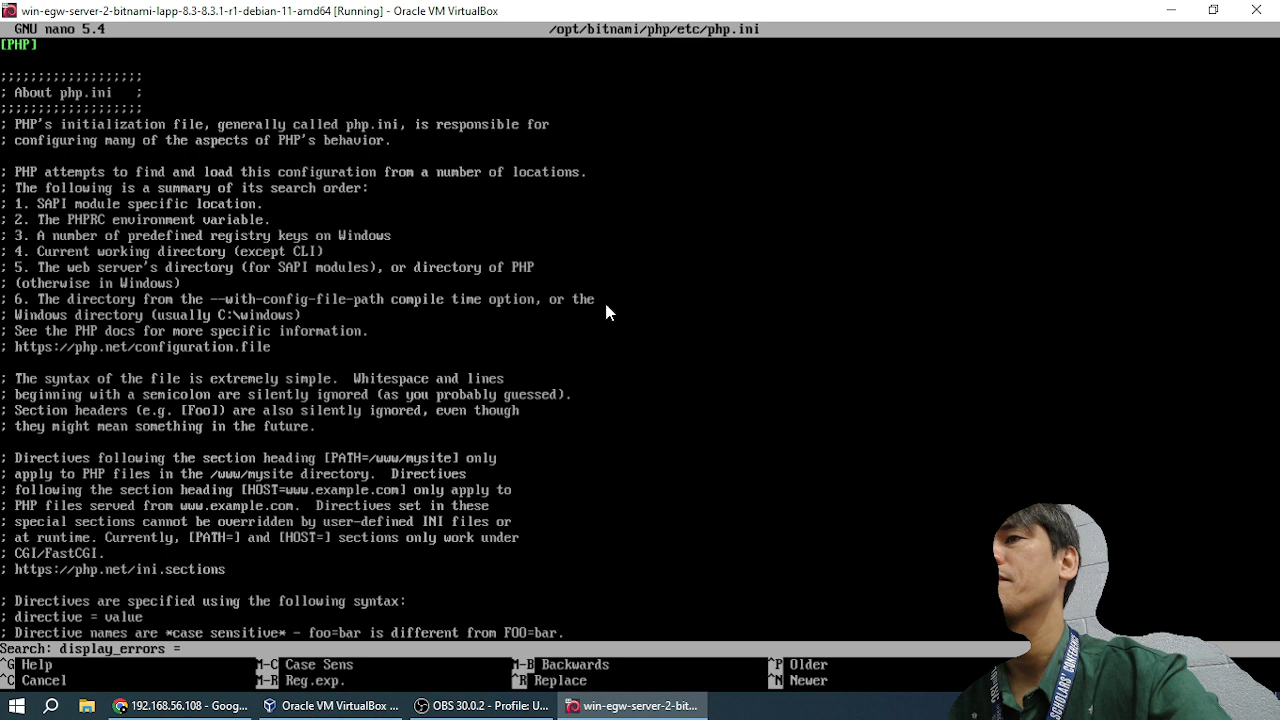 win-egw-server-2-bitnami-lapp-8.3-8.3.1-r1-debian-11-amd64 [Running] - Oracle VM VirtualBox
GNU nano 5.4 /opt/bitnami/php/etc/php.ini
[PHP]
;;;;;;;;;;;;;;;;;;;
; About php.ini   ;
;;;;;;;;;;;;;;;;;;;
; PHP's initialization file, generally called php.ini, is responsible for
; configuring many of the aspects of PHP's behavior.
; PHP attempts to find and load this configuration from a number of locations.
; The following is a summary of its search order:
; 1. SAPI module specific location.
; 2. The PHPRC environment variable.
; 3. A number of predefined registry keys on Windows
; 4. Current working directory (except CLI)
; 5. The web server's directory (for SAPI modules), or directory of PHP
; (otherwise in Windows)
; 6. The directory from the --with-config-file-path compile time option, or the
; Windows directory (usually C:\windows)
; See the PHP docs for more specific information.
; https://php.net/configuration.file
; The syntax of the file is extremely simple.  Whitespace and lines
; beginning with a semicolon are silently ignored (as you probably guessed).
; Section headers (e.g. [Foo]) are also silently ignored, even though
; they might mean something in the future.
; Directives following the section heading [PATH=/www/mysite] only
; apply to PHP files in the /www/mysite directory.  Directives
; following the section heading [HOST=www.example.com] only apply to
; PHP files served from www.example.com.  Directives set in these
; special sections cannot be overridden by user-defined INI files or
; at runtime. Currently, [PATH=] and [HOST=] sections only work under
; CGI/FastCGI.
; https://php.net/ini.sections
; Directives are specified using the following syntax:
; directive = value
; Directive names are *case sensitive* - foo=bar is different from FOO=bar.
Search: display_errors =
^G Help M-C Case Sens M-B Backwards ^P Older
^C Cancel M-R Reg.exp. ^R Replace ^N Newer
192.168.56.108 - Goog... Oracle VM VirtualBox ... OBS 30.0.2 - Profile: U... win-egw-server-2-bit...
SCHOLARS' CONFERENCE